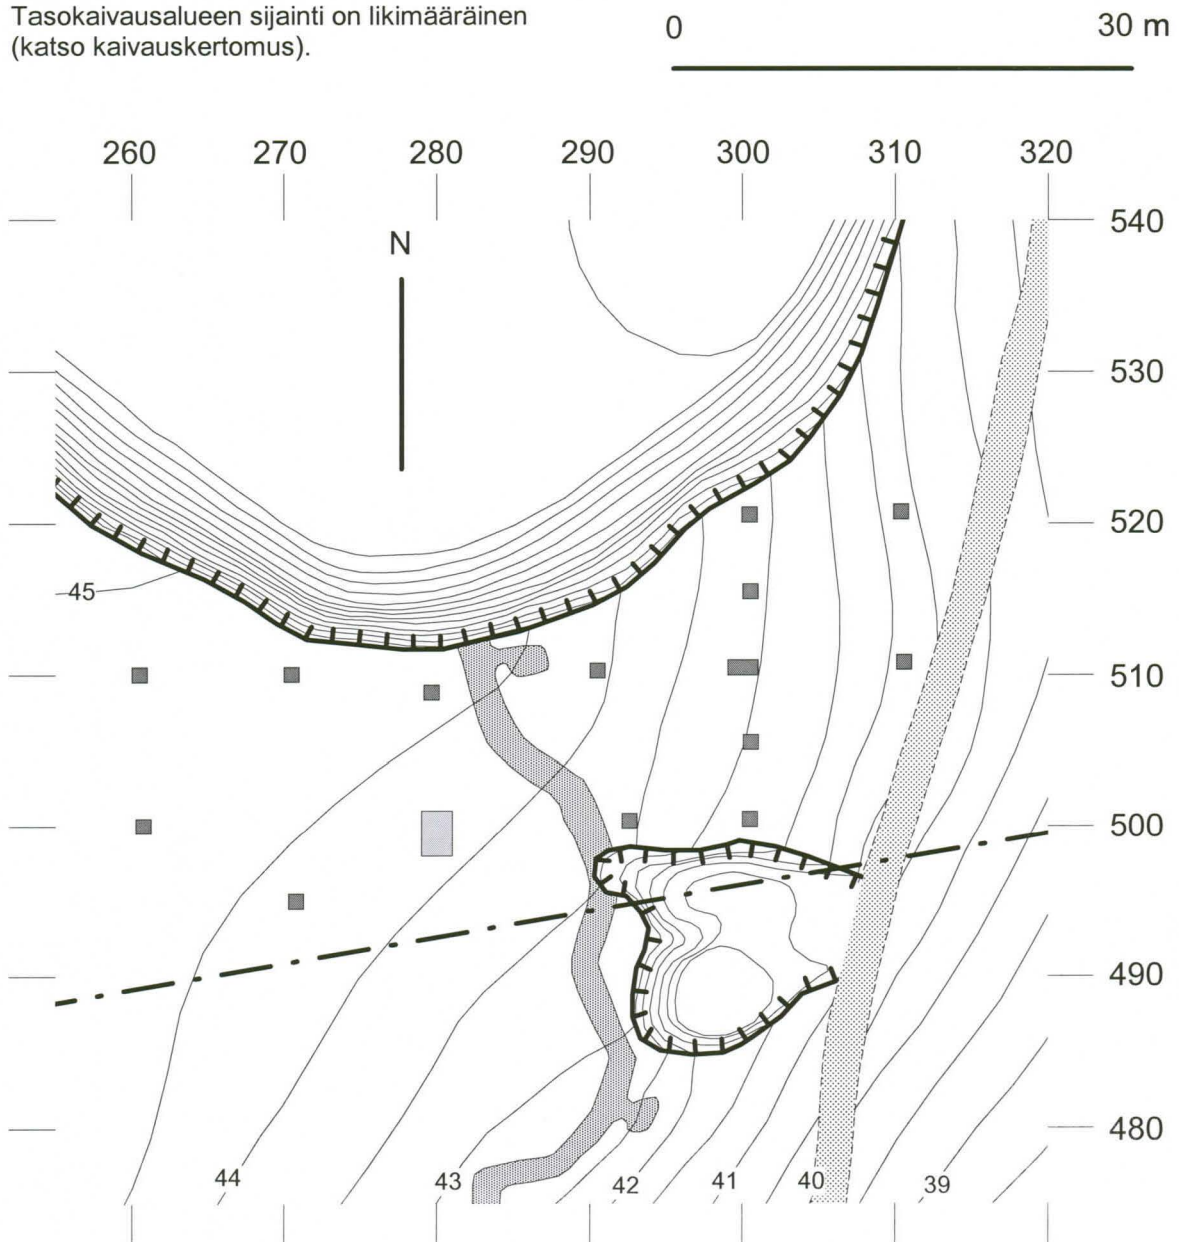 Tasokaivausalueen sijainti on likimääräinen
(katso kaivauskertomus).
0 30 m
260 270 280 290 300 310 320
540
N
530
520
45
510
500
490
480
44 43 42 41 40 39